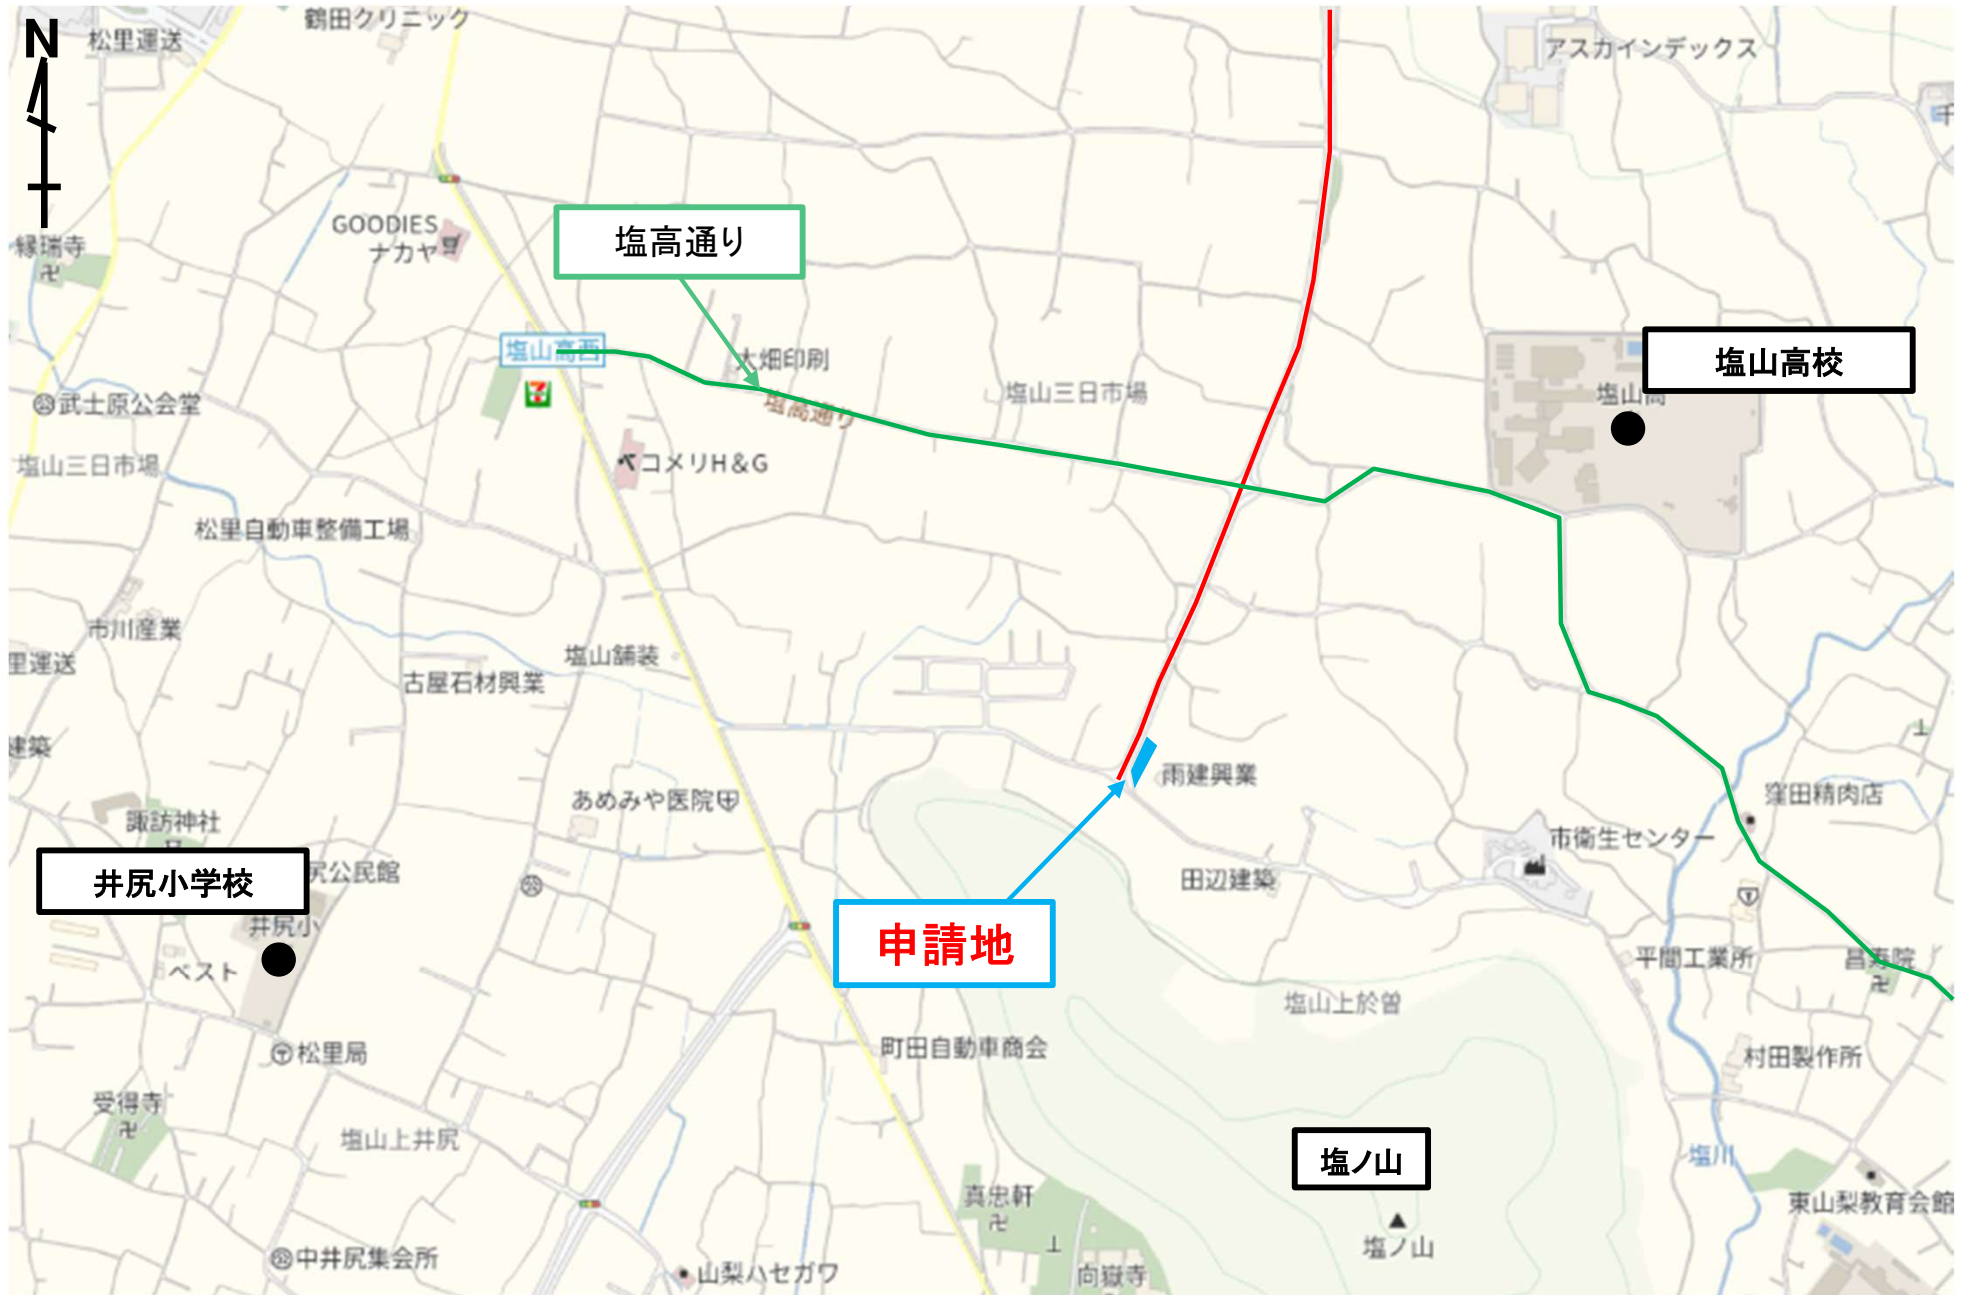 N
松里運送
鶴田クリニック
アスカインデックス
千
縁瑞寺
GOODIES
ナカヤ
塩高通り
塩山高西
大畑印刷
塩高通り
塩山三日市場
塩山高校
塩山高
武士原公会堂
コメリH&G
塩山三日市場
松里自動車整備工場
市川産業
里運送
塩山舗装
古屋石材興業
建築
雨建興業
あめみや医院
窪田精肉店
諏訪神社
市衛生センター
井尻小学校
尻公民館
田辺建築
井尻小
申請地
ベスト
平間工業所
昌寿院
塩山上於曽
松里局
町田自動車商会
村田製作所
受得寺
塩山上井尻
塩ノ山
塩川
真忠軒
東山梨教育会館
塩ノ山
中井尻集会所
山梨ハセガワ
向嶽寺